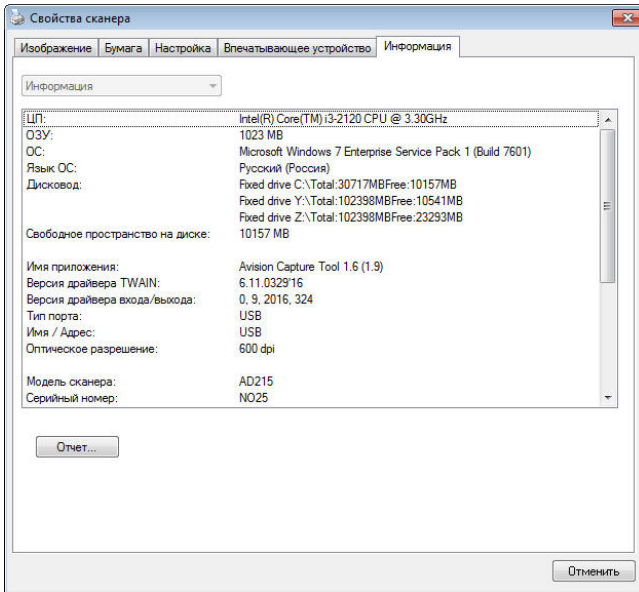 Свойства сканера
Изображение Бумага Настройка Впечатывающее устройство Информация
Информация
ЦП: Intel(R) Core(TM) i3-2120 CPU @ 3.30GHz
ОЗУ: 1023 MB
ОС: Microsoft Windows 7 Enterprise Service Pack 1 (Build 7601)
Язык ОС: Русский (Россия)
Дисковод: Fixed drive C:\Total:30717MBFree:10157MB
Fixed drive Y:\Total:102398MBFree:10541MB
Fixed drive Z:\Total:102398MBFree:23293MB
Свободное пространство на диске: 10157 MB
Имя приложения: Avision Capture Tool 1.6 (1.9)
Версия драйвера TWAIN: 6.11.0329'16
Версия драйвера входа/выхода: 0, 9, 2016, 324
Тип порта: USB
Имя / Адрес: USB
Оптическое разрешение: 600 dpi
Модель сканера: AD215
Серийный номер: NO25
Отчет...
Отменить